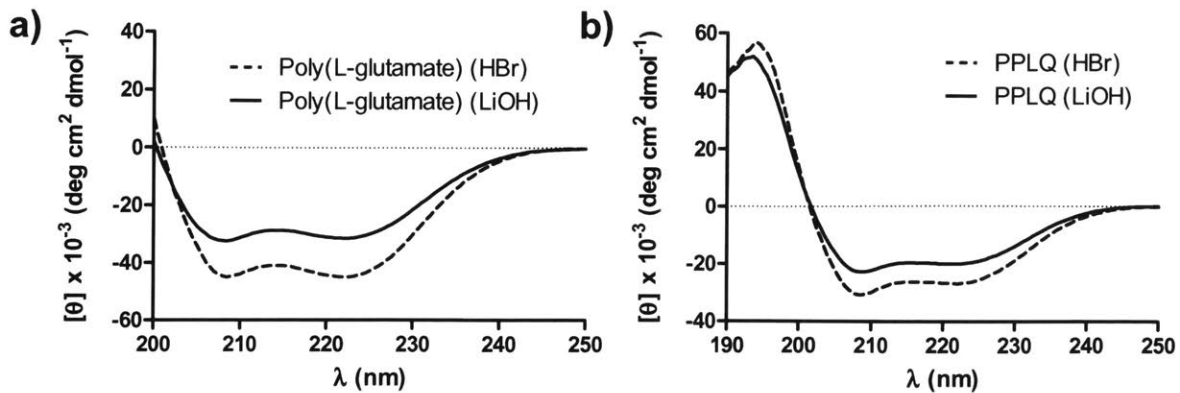 a)
Poly(L-glutamate) (HBr)
Poly(L-glutamate) (LiOH)
[θ] x 10⁻³ (deg cm² dmol⁻¹)
40
20
0
-20
-40
-60
200
210
220
230
240
250
λ (nm)
b)
PPLQ (HBr)
PPLQ (LiOH)
[θ] x 10⁻³ (deg cm² dmol⁻¹)
60
40
20
0
-20
-40
190
200
210
220
230
240
250
λ (nm)